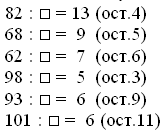 82 : □ = 13 (ост.4)
68 : □ = 9 (ост.5)
62 : □ = 7 (ост.6)
98 : □ = 5 (ост.3)
93 : □ = 6 (ост.9)
101 : □ = 6 (ост.11)